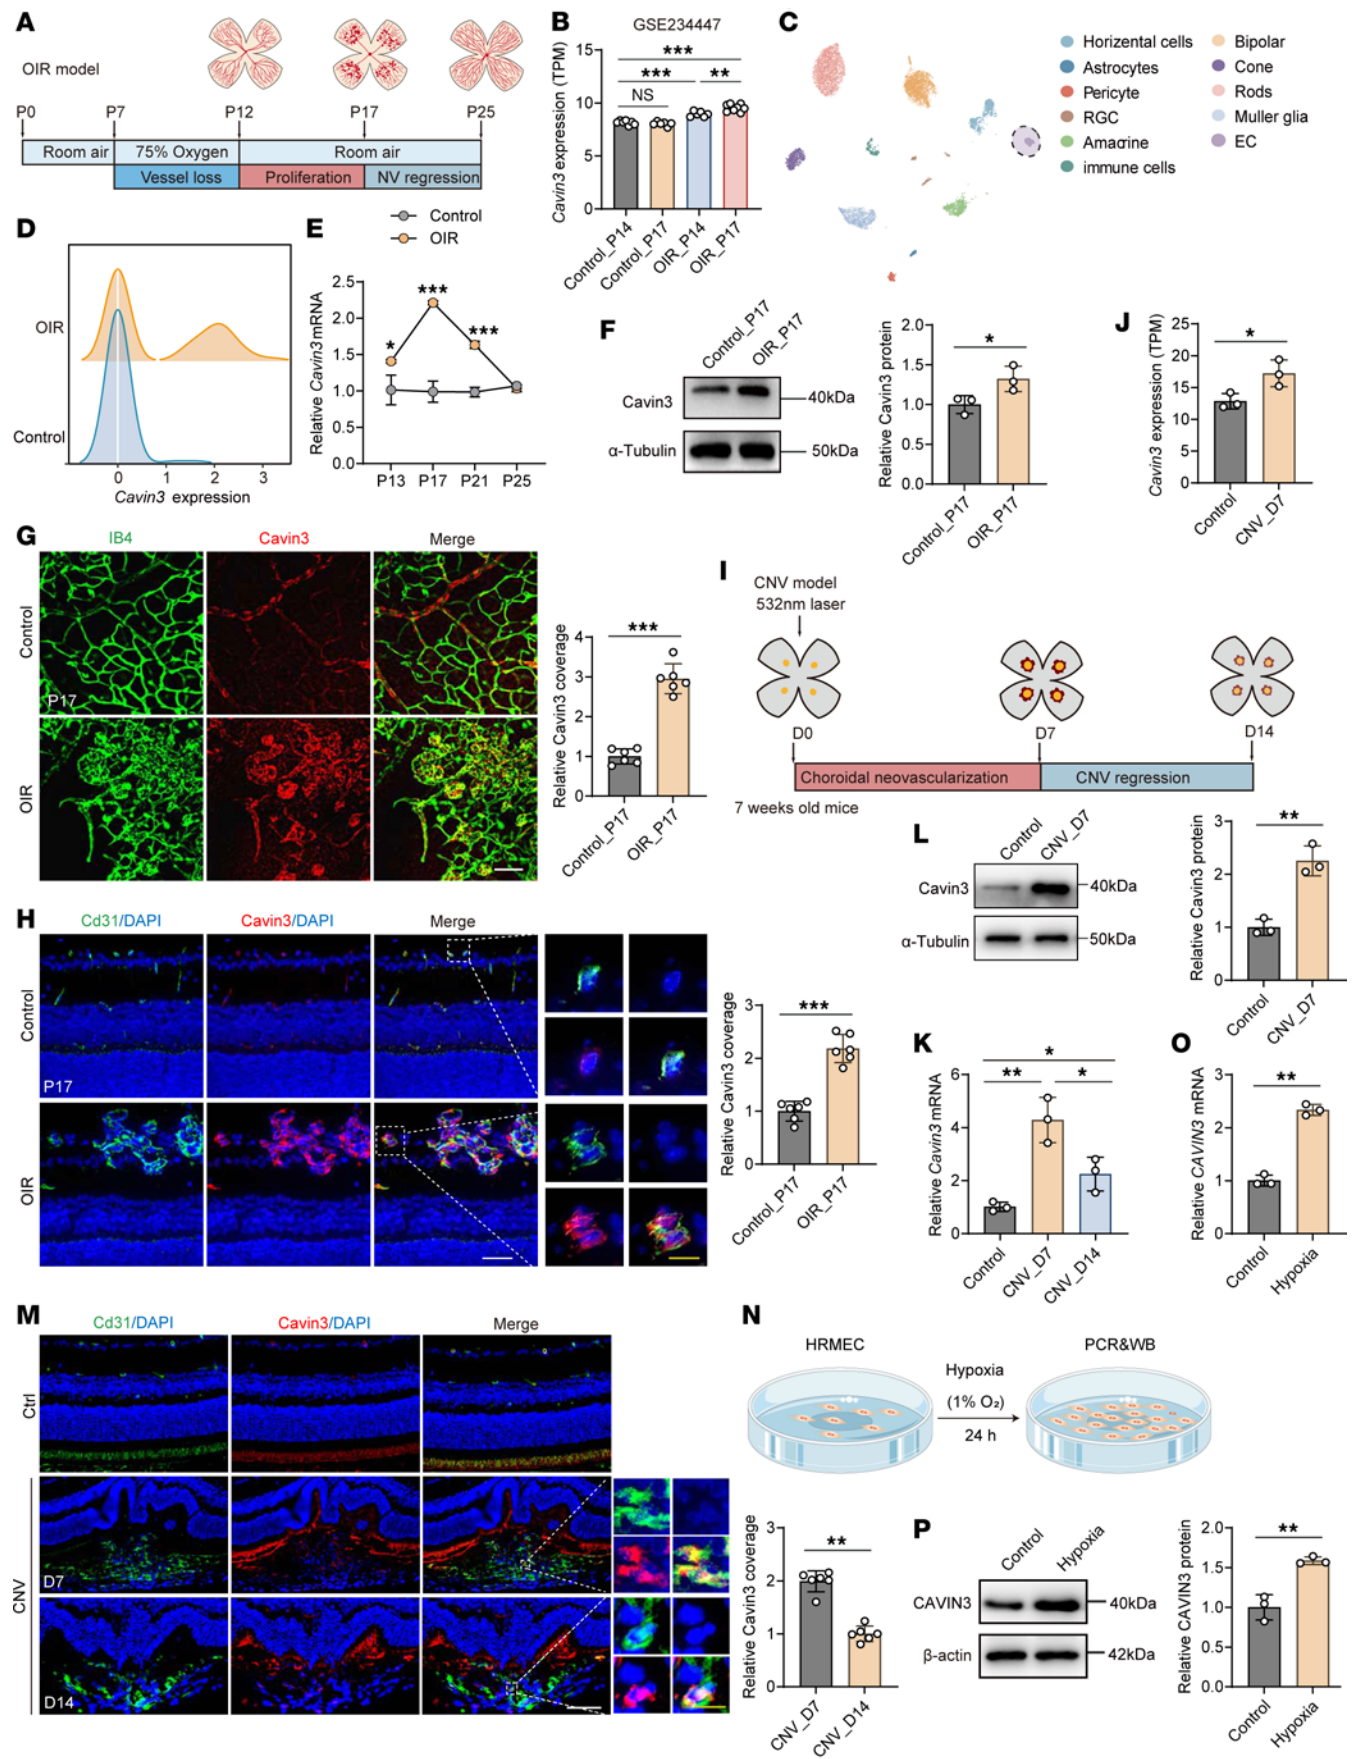 A
OIR model
P0 P7 P12 P17 P25
Room air 75% Oxygen Room air
Vessel loss Proliferation NV regression
B
GSE234447
Cavin3 expression (TPM)
15
10
5
0
***
*** **
NS
Control_P14
Control_P17
OIR_P14
OIR_P17
C
Horizental cells
Astrocytes
Pericyte
RGC
Amacrine
immune cells
Bipolar
Cone
Rods
Muller glia
EC
D
OIR
Control
0 1 2 3
Cavin3 expression
E
Control
OIR
Relative Cavin3 mRNA
2.5
2.0
1.5
1.0
0.5
0.0
* *** ***
P13 P17 P21 P25
F
Control_P17
OIR_P17
Cavin3
40kDa
α-Tubulin
50kDa
Relative Cavin3 protein
2.0
1.5
1.0
0.5
0.0
*
Control_P17
OIR_P17
J
Cavin3 expression (TPM)
25
20
15
10
5
0
*
Control
CNV_D7
G
IB4 Cavin3 Merge
Control
P17
OIR
Relative Cavin3 coverage
4
3
2
1
0
***
Control_P17
OIR_P17
I
CNV model
532nm laser
D0 D7 D14
Choroidal neovascularization CNV regression
7 weeks old mice
L
Control
CNV_D7
Cavin3
40kDa
α-Tubulin
50kDa
Relative Cavin3 protein
3
2
1
0
**
Control
CNV_D7
H
Cd31/DAPI Cavin3/DAPI Merge
Control
P17
OIR
Relative Cavin3 coverage
3
2
1
0
***
Control_P17
OIR_P17
K
Relative Cavin3 mRNA
6
4
2
0
*
** *
Control
CNV_D7
CNV_D14
O
Relative CAVIN3 mRNA
3
2
1
0
**
Control
Hypoxia
M
Cd31/DAPI Cavin3/DAPI Merge
Ctrl
CNV
D7
D14
Relative Cavin3 coverage
3
2
1
0
**
CNV_D7
CNV_D14
N
HRMEC
Hypoxia
(1% O₂)
24 h
PCR&WB
P
Control
Hypoxia
CAVIN3
40kDa
β-actin
42kDa
Relative CAVIN3 protein
2.0
1.5
1.0
0.5
0.0
**
Control
Hypoxia